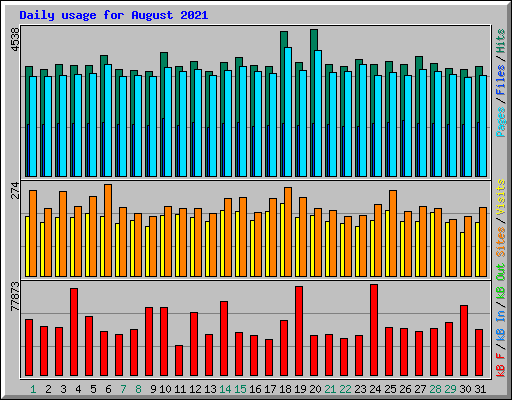 Daily usage for August 2021
4538
Pages / Files / Hits
274
Sites / Visits
77873
kB F / kB In / kB Out
1 2 3 4 5 6 7 8 9 10 11 12 13 14 15 16 17 18 19 20 21 22 23 24 25 26 27 28 29 30 31